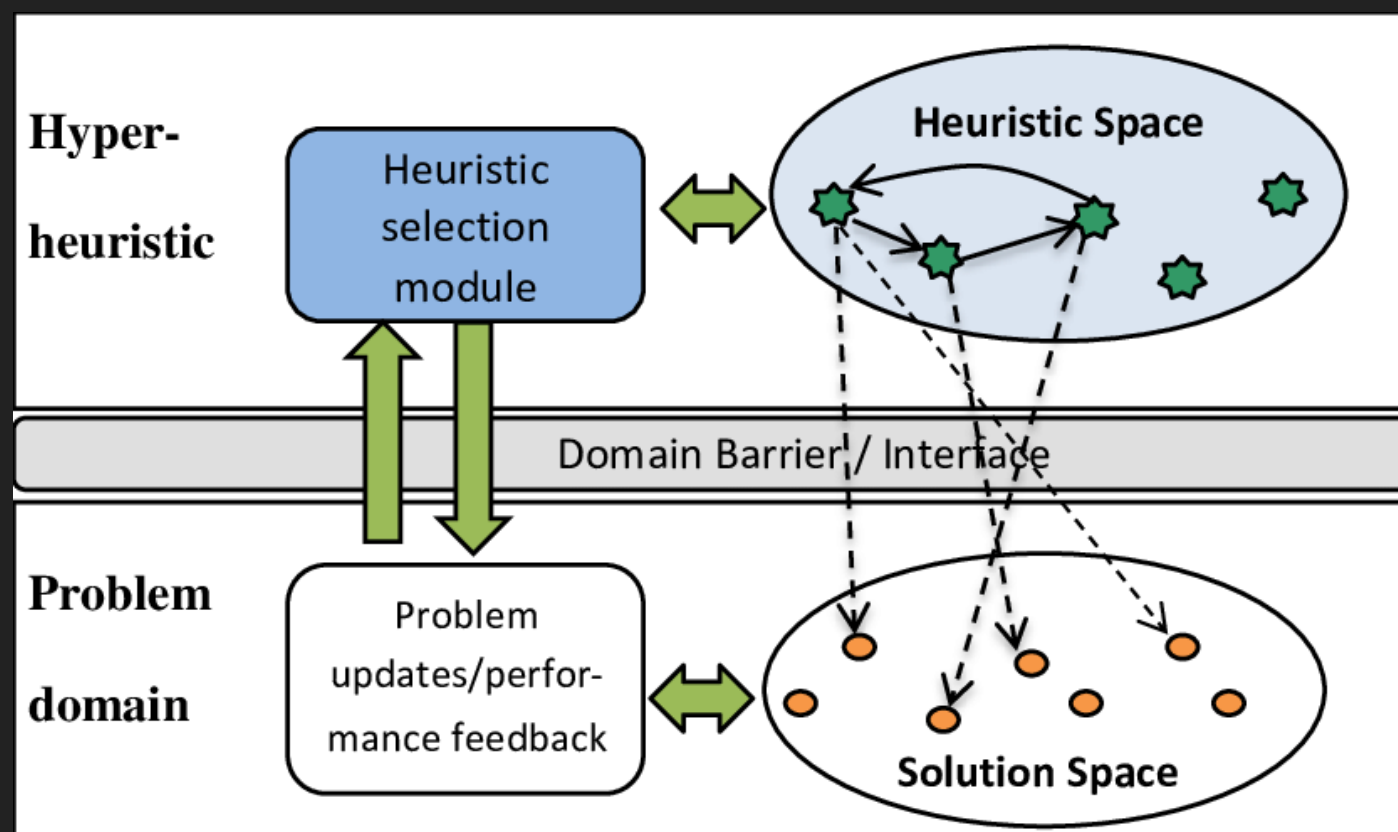 Hyper-
heuristic
Heuristic
selection
module
Heuristic Space
Domain Barrier / Interface
Problem
domain
Problem
updates/perfor-
mance feedback
Solution Space